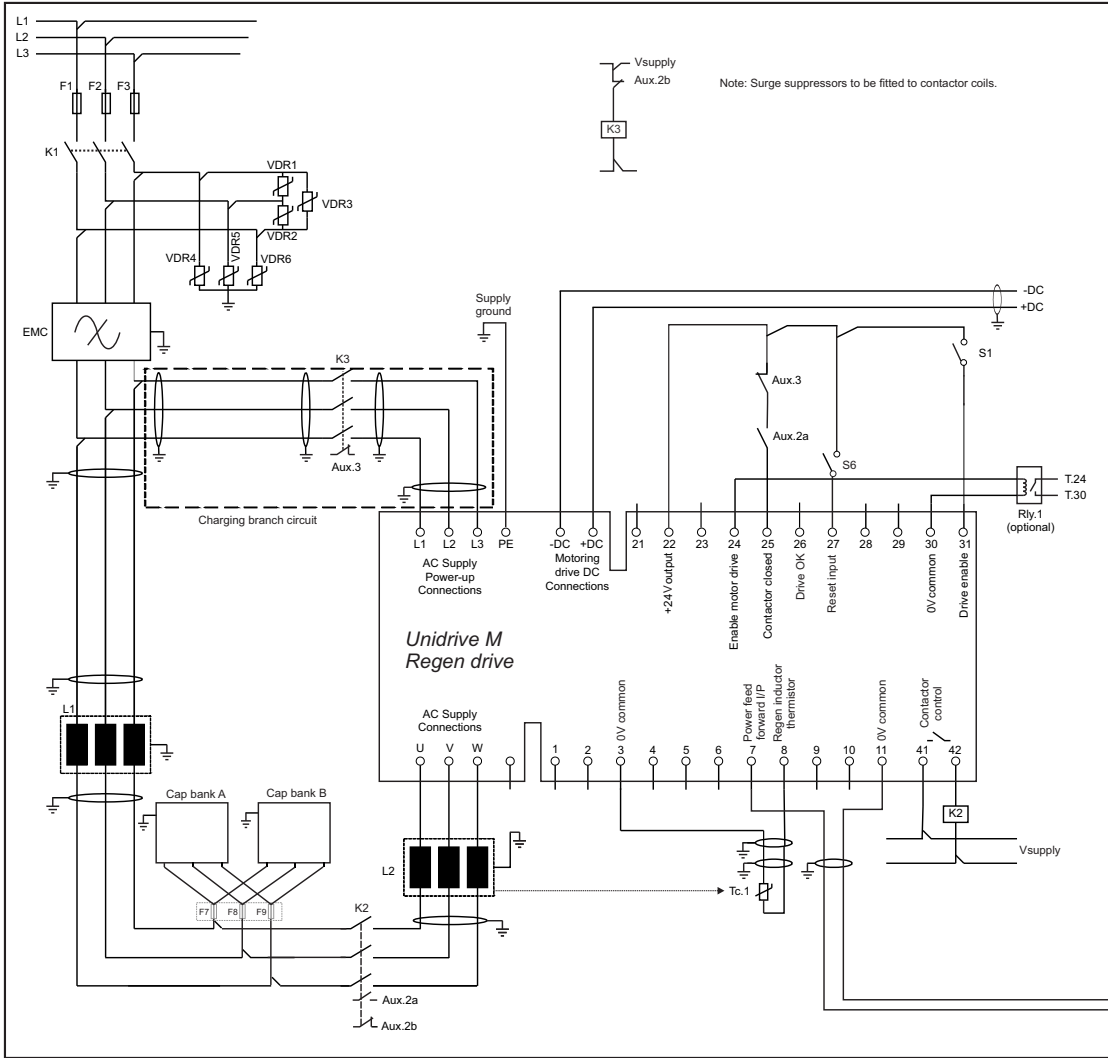 L1
L2
L3
F1 F2 F3
K1
Vsupply
Aux.2b
K3
Note: Surge suppressors to be fitted to contactor coils.
VDR1
VDR3
VDR2
VDR4
VDR5
VDR6
EMC
Supply
ground
-DC
+DC
K3
Aux.3
Charging branch circuit
Aux.3
Aux.2a
S6
S1
T.24
T.30
Rly.1
(optional)
L1 L2 L3 PE
AC Supply
Power-up
Connections
-DC +DC
Motoring
drive DC
Connections
21 22 23 24 25 26 27 28 29 30 31
+24V output
Enable motor drive
Contactor closed
Drive OK
Reset input
0V common
Drive enable
Unidrive M
Regen drive
AC Supply
Connections
U V W
0V common
Power feed
forward I/P
Regen inductor
thermistor
0V common
Contactor
control
1 2 3 4 5 6 7 8 9 10 11 41 42
L1
Cap bank A Cap bank B
F7 F8 F9
K2
Aux.2a
Aux.2b
L2
Tc.1
K2
Vsupply